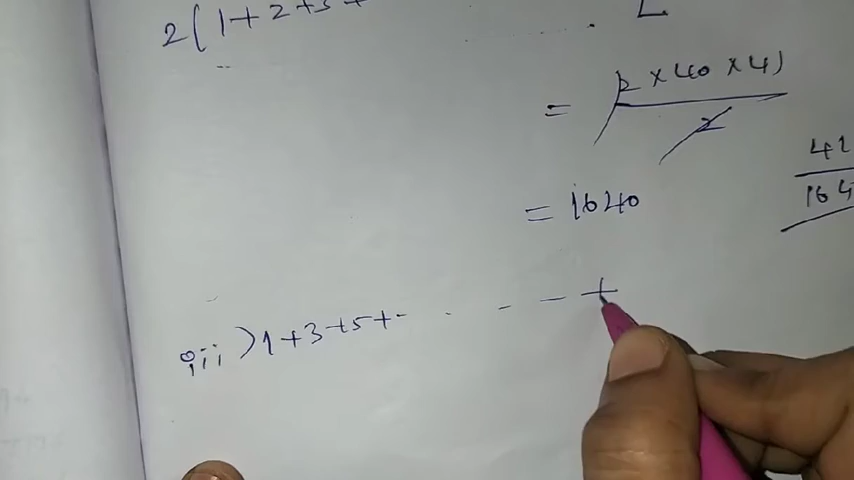 2(1+2+3+ . . . . . .
= 2×40×41/2
41
164
= 1640
iii) 1+3+5+- - - - - +